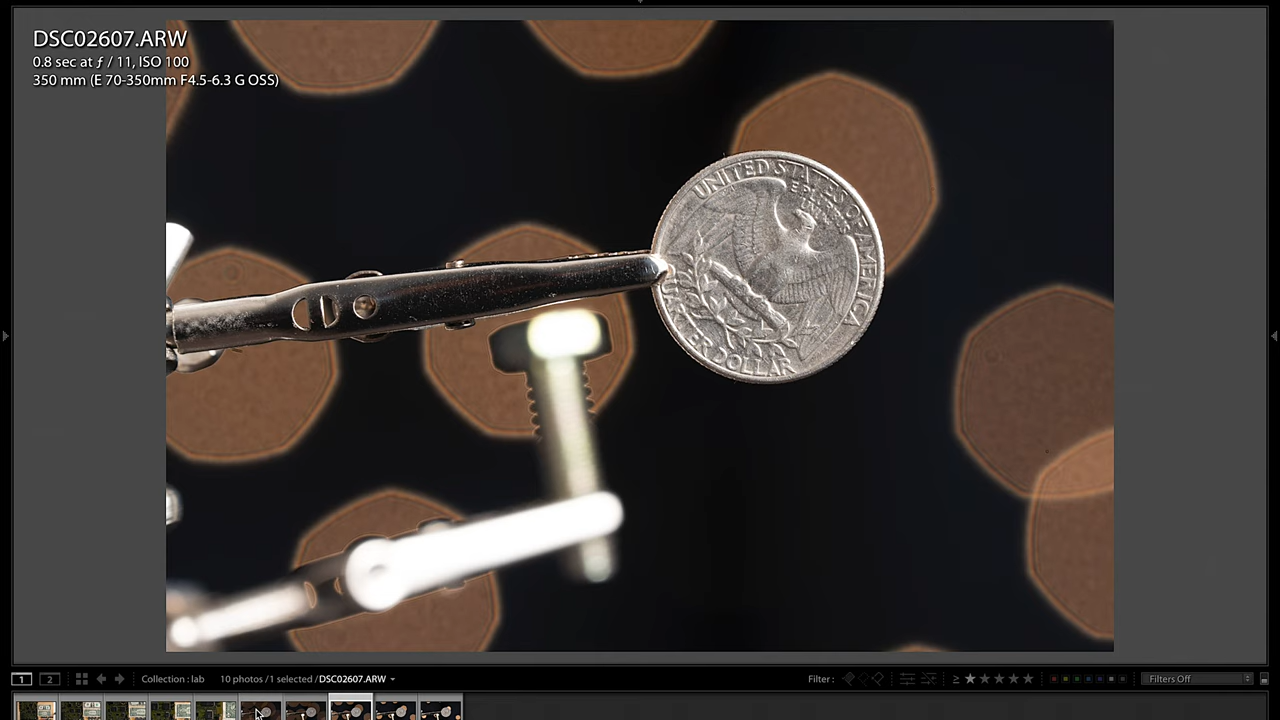 DSC02607.ARW
0.8 sec at ƒ / 11, ISO 100
350 mm (E 70-350mm F4.5-6.3 G OSS)
UNITED STATES OF AMERICA
QUARTER DOLLAR
1 2 Collection : lab 10 photos / 1 selected / DSC02607.ARW Filter : ≥ Filters Off